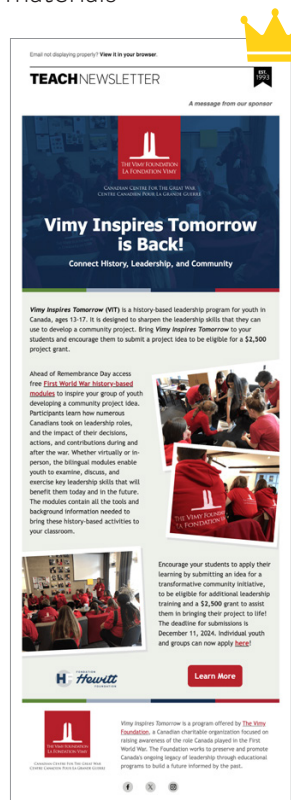 materials
Email not displaying properly? View it in your browser.
TEACH NEWSLETTER
EST.
1993
A message from our sponsor
THE VIMY FOUNDATION
LA FONDATION VIMY
CANADIAN CENTRE FOR THE GREAT WAR
CENTRE CANADIEN POUR LA GRANDE GUERRE
Vimy Inspires Tomorrow
is Back!
Connect History, Leadership, and Community
Vimy Inspires Tomorrow (VIT) is a history-based leadership program for youth in
Canada, ages 13-17. It is designed to sharpen the leadership skills that they can
use to develop a community project. Bring Vimy Inspires Tomorrow to your
students and encourage them to submit a project idea to be eligible for a $2,500
project grant.
Ahead of Remembrance Day access
free First World War history-based
modules to inspire your group of youth
developing a community project idea.
Participants learn how numerous
Canadians took on leadership roles,
and the impact of their decisions,
actions, and contributions during and
after the war. Whether virtually or in-
person, the bilingual modules enable
youth to examine, discuss, and
exercise key leadership skills that will
benefit them today and in the future.
The modules contain all the tools and
background information needed to
bring these history-based activities to
your classroom.
THE VIMY FOUNDATION
LA FONDATION
Encourage your students to apply their
learning by submitting an idea for a
transformative community initiative,
to be eligible for additional leadership
training and a $2,500 grant to assist
them in bringing their project to life!
The deadline for submissions is
December 11, 2024. Individual youth
and groups can now apply here!
FONDATION
Hewitt
FOUNDATION
Learn More
THE VIMY FOUNDATION
LA FONDATION VIMY
CANADIAN CENTRE FOR THE GREAT WAR
CENTRE CANADIEN POUR LA GRANDE GUERRE
Vimy Inspires Tomorrow is a program offered by The Vimy
Foundation, a Canadian charitable organization focused on
raising awareness of the role Canada played in the First
World War. The Foundation works to preserve and promote
Canada's ongoing legacy of leadership through educational
programs to build a future informed by the past.